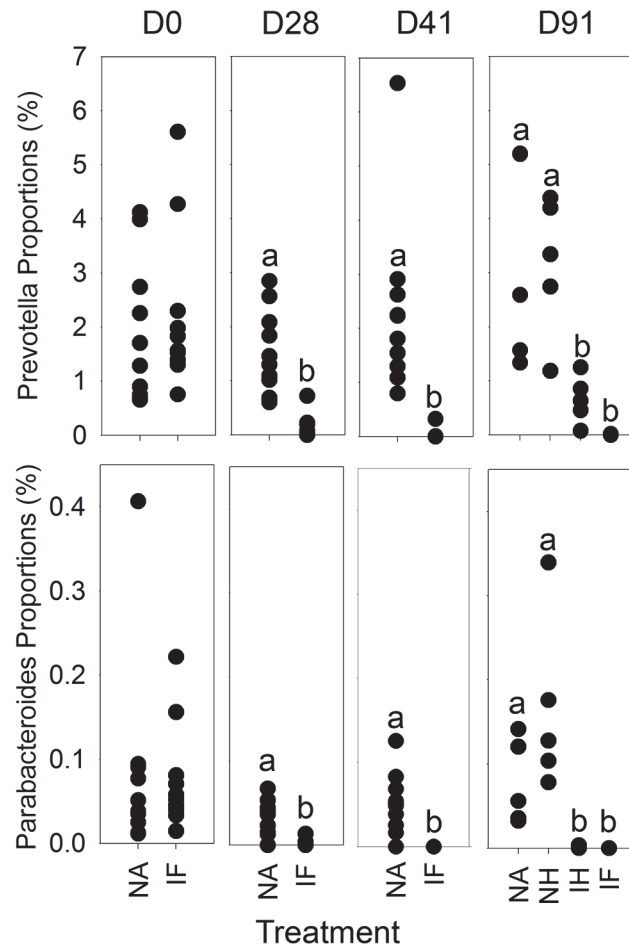 D0 D28 D41 D91
Prevotella Proportions (%)
7
6
5
4
3
2
1
0
a
b
a
b
a
a
b
b
Parabacteroides Proportions (%)
0.4
0.3
0.2
0.1
0.0
a
b
a
b
a
a
b
b
NA IF NA IF NA IF NA NH IH IF
Treatment